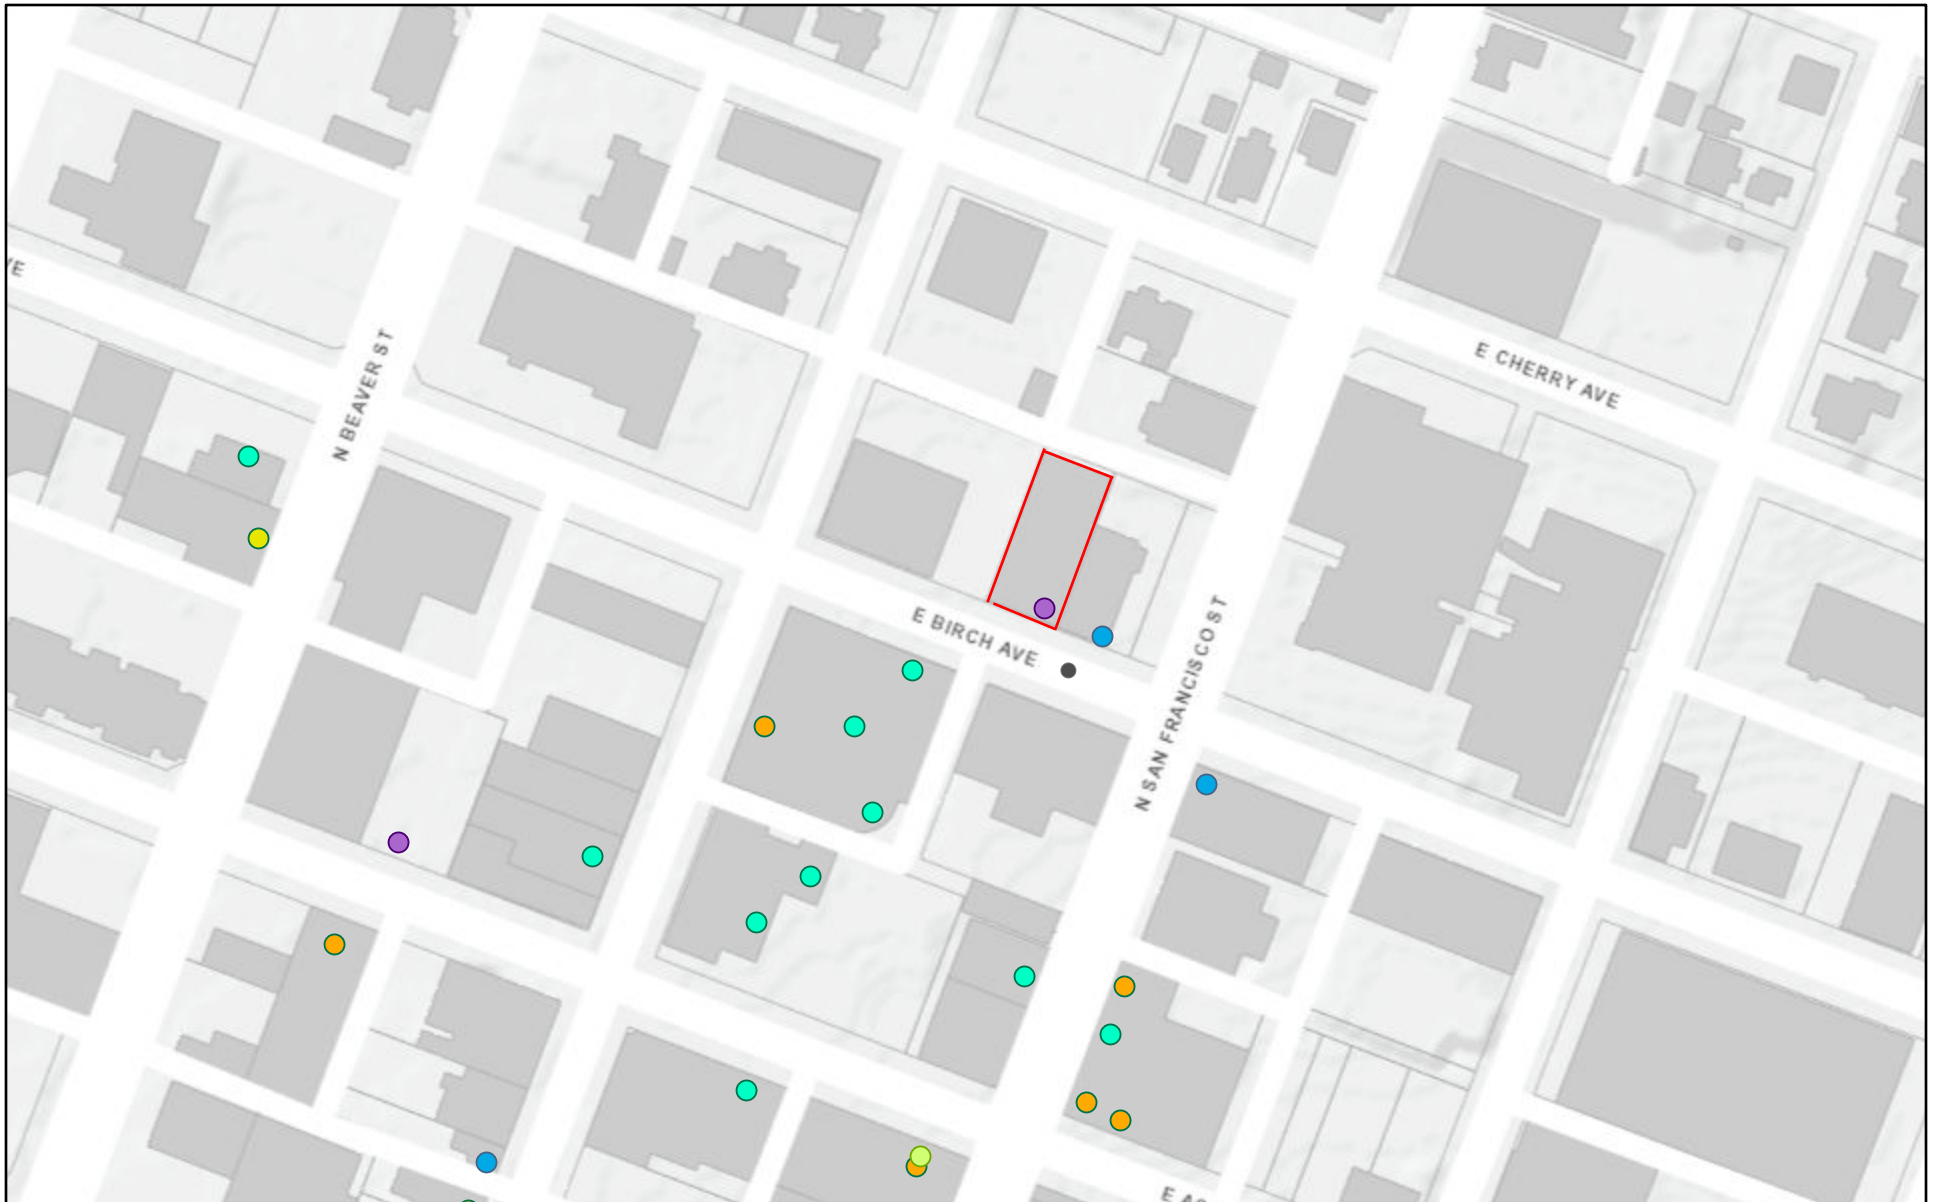 E CHERRY AVE
N BEAVER ST
E BIRCH AVE
N SAN FRANCISCO ST